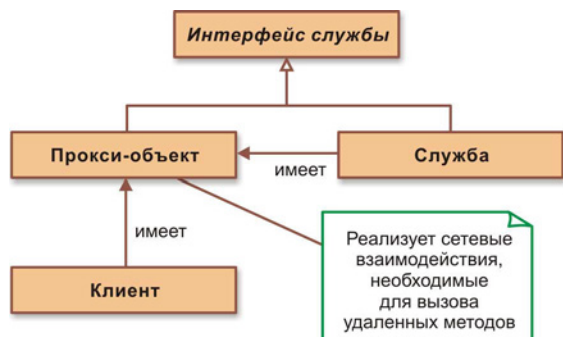 Интерфейс службы
Прокси-объект
Служба
имеет
имеет
Клиент
Реализует сетевые
взаимодействия,
необходимые
для вызова
удаленных методов